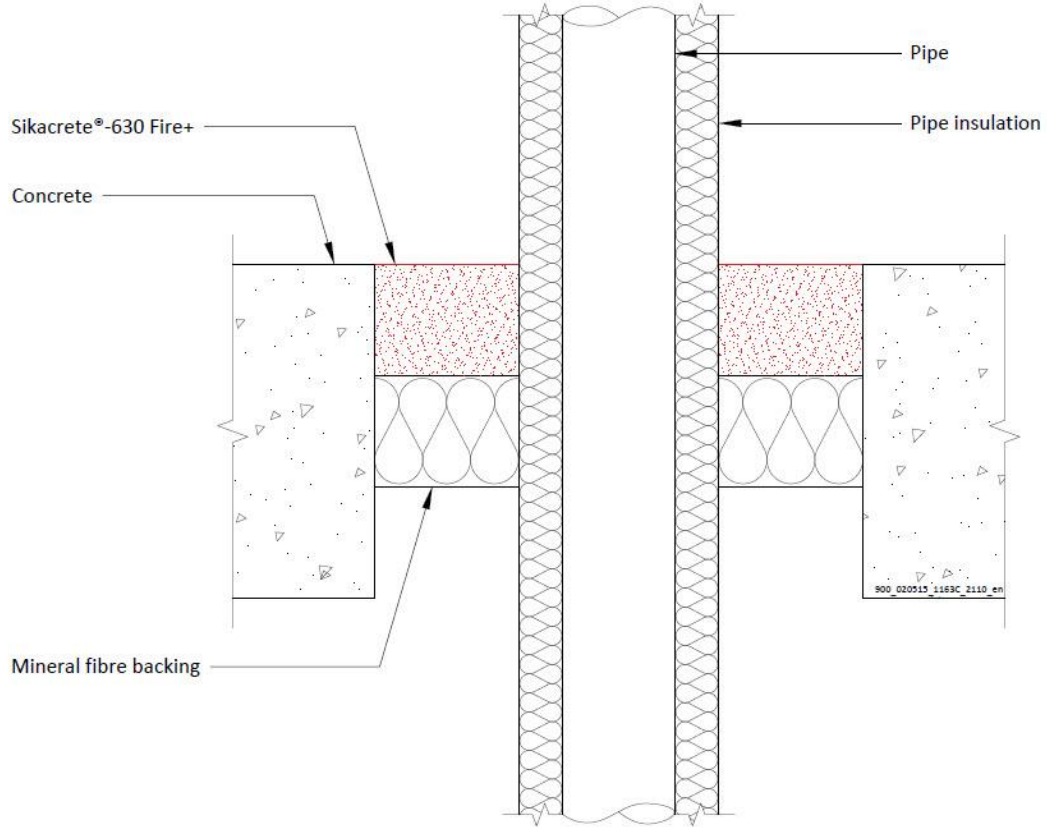 Pipe
Sikacrete®-630 Fire+
Pipe insulation
Concrete
900_020515_1163C_2110_en
Mineral fibre backing